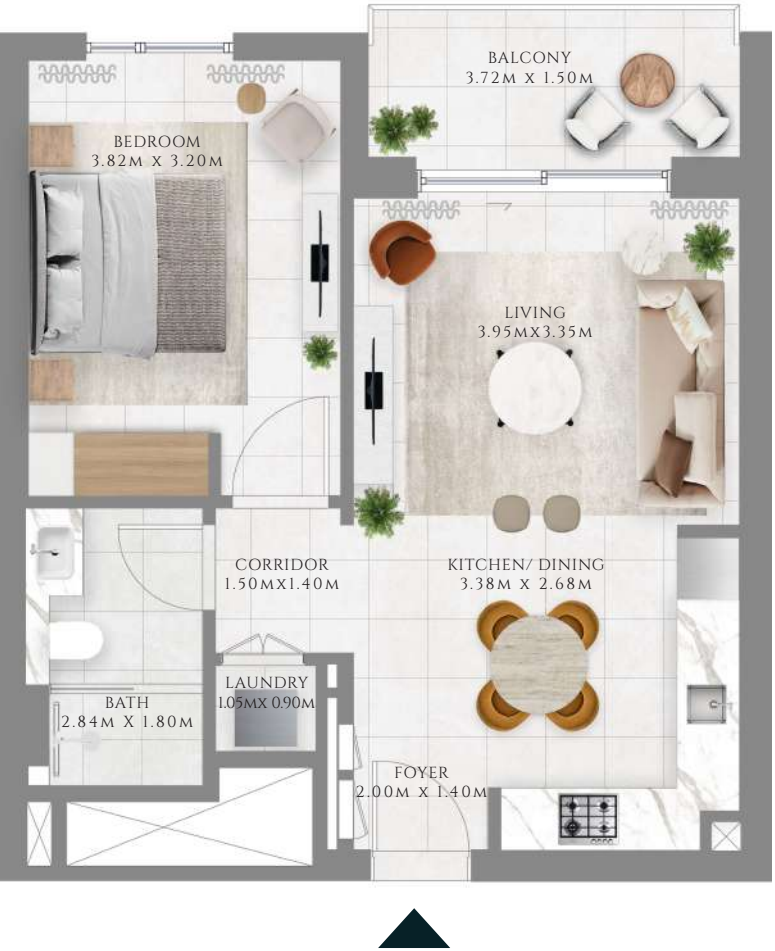 BALCONY
3.72M X 1.50M
BEDROOM
3.82M X 3.20M
LIVING
3.95MX3.35M
CORRIDOR
1.50MX1.40M
KITCHEN/ DINING
3.38M X 2.68M
LAUNDRY
1.05MX 0.90M
BATH
2.84M X 1.80M
FOYER
2.00M X 1.40M